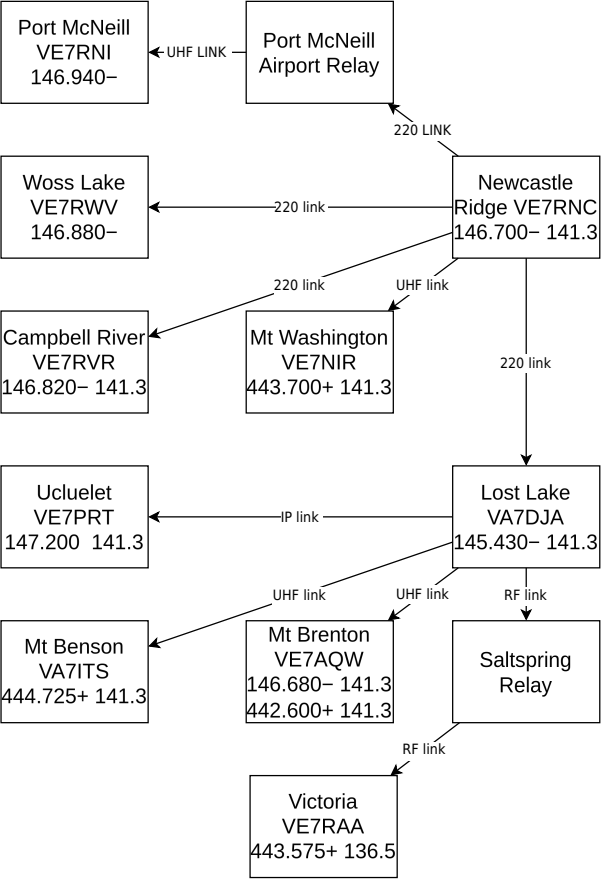 Port McNeill
VE7RNI
146.940−
UHF LINK
Port McNeill
Airport Relay
220 LINK
Woss Lake
VE7RWV
146.880−
220 link
Newcastle
Ridge VE7RNC
146.700− 141.3
220 link
UHF link
Campbell River
VE7RVR
146.820− 141.3
Mt Washington
VE7NIR
443.700+ 141.3
220 link
Ucluelet
VE7PRT
147.200 141.3
IP link
Lost Lake
VA7DJA
145.430− 141.3
UHF link
UHF link
RF link
Mt Benson
VA7ITS
444.725+ 141.3
Mt Brenton
VE7AQW
146.680− 141.3
442.600+ 141.3
Saltspring
Relay
RF link
Victoria
VE7RAA
443.575+ 136.5